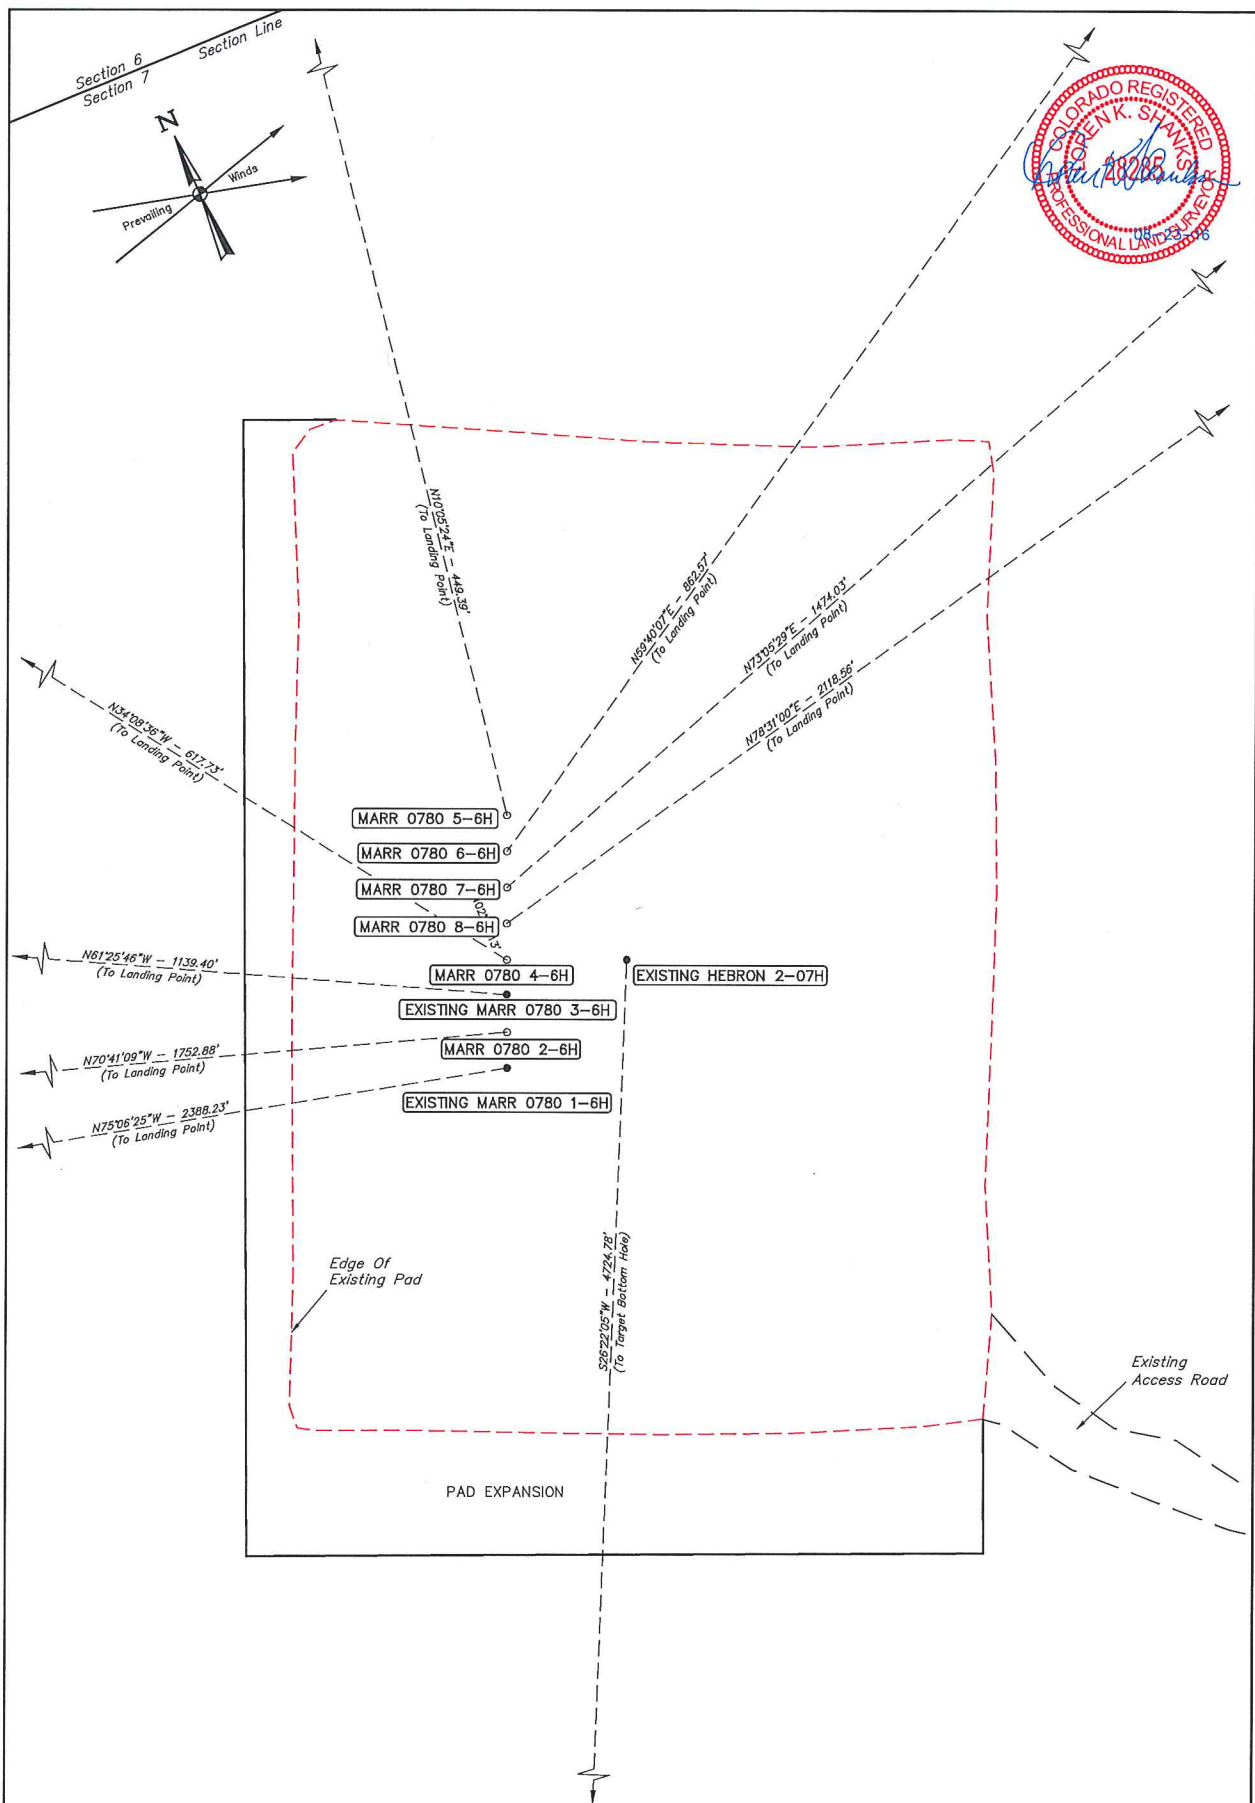 Section 6
Section Line
Section 7
N
Winds
Prevailing
COLORADO REGISTERED
LOREN K. SHANKS
28285
PROFESSIONAL LAND SURVEYOR
08-23-16
N10°05'24"E - 449.39'
(To Landing Point)
N59°40'07"E - 862.57'
(To Landing Point)
N73°05'29"E - 1474.03'
(To Landing Point)
N78°31'00"E - 2118.56'
(To Landing Point)
N34°08'36"W - 617.73'
(To Landing Point)
MARR 0780 5-6H
MARR 0780 6-6H
MARR 0780 7-6H
MARR 0780 8-6H
N61°25'46"W - 1139.40'
(To Landing Point)
MARR 0780 4-6H
EXISTING HEBRON 2-07H
EXISTING MARR 0780 3-6H
MARR 0780 2-6H
N70°41'09"W - 1752.88'
(To Landing Point)
EXISTING MARR 0780 1-6H
N75°06'25"W - 2388.23'
(To Landing Point)
S26°22'05"W - 4724.78'
(To Target Bottom Hole)
Edge Of
Existing Pad
Existing
Access Road
PAD EXPANSION